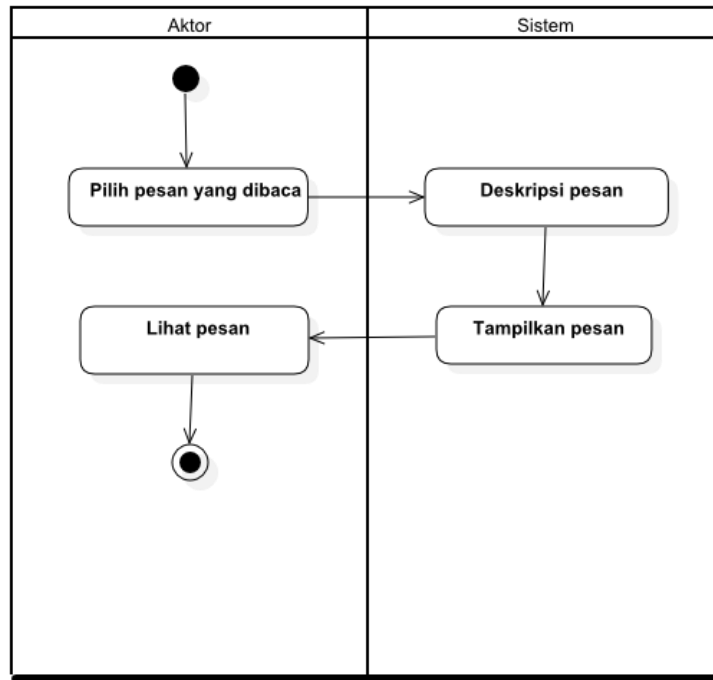 Aktor
Sistem
Pilih pesan yang dibaca
Deskripsi pesan
Tampilkan pesan
Lihat pesan